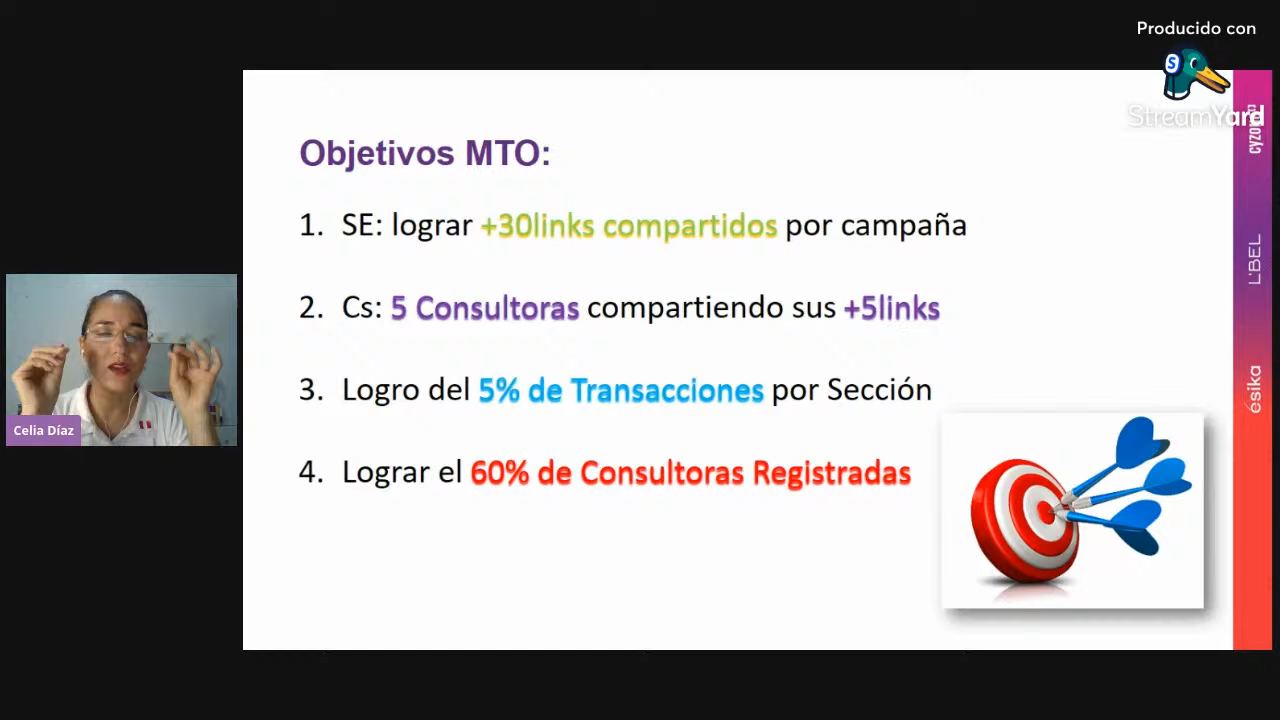 Producido con
StreamYard
Objetivos MTO:
1. SE: lograr +30links compartidos por campaña
2. Cs: 5 Consultoras compartiendo sus +5links
3. Logro del 5% de Transacciones por Sección
4. Lograr el 60% de Consultoras Registradas
Celia Díaz
L'BEL
ésika